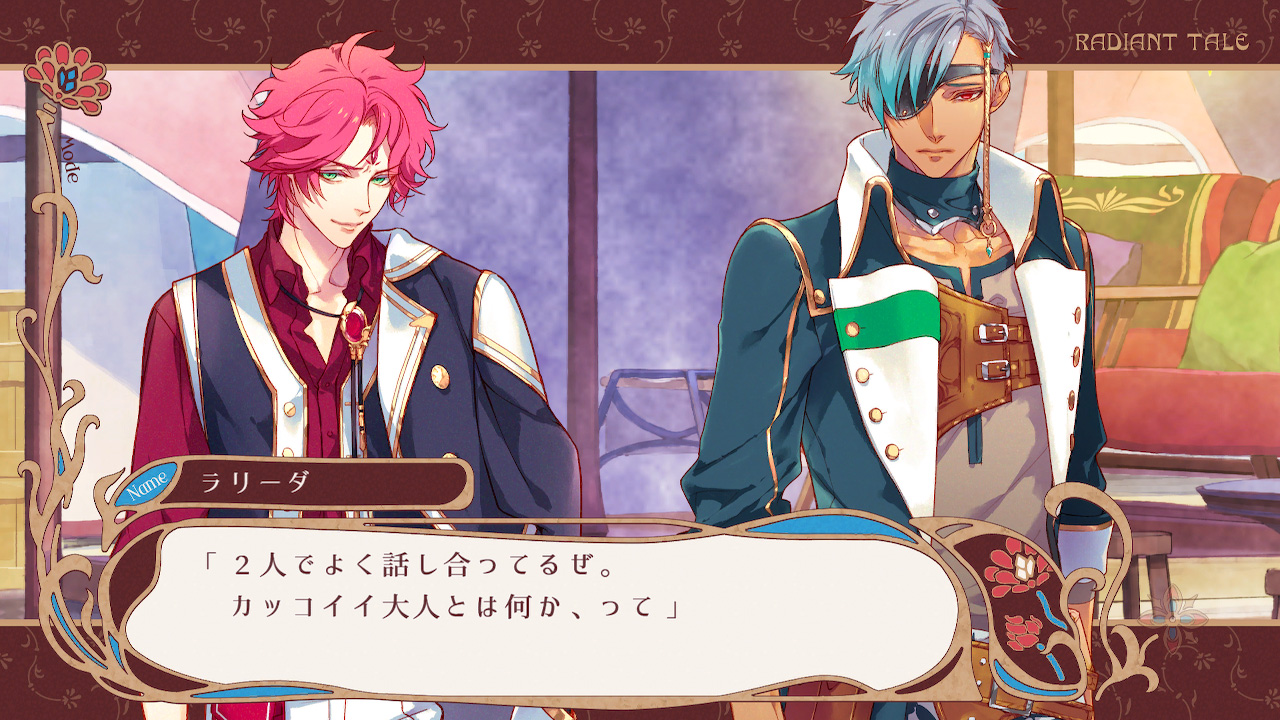 RADIANT TALE
Mode
Name
ラリーダ
「２人でよく話し合ってるぜ。
カッコイイ大人とは何か、って」